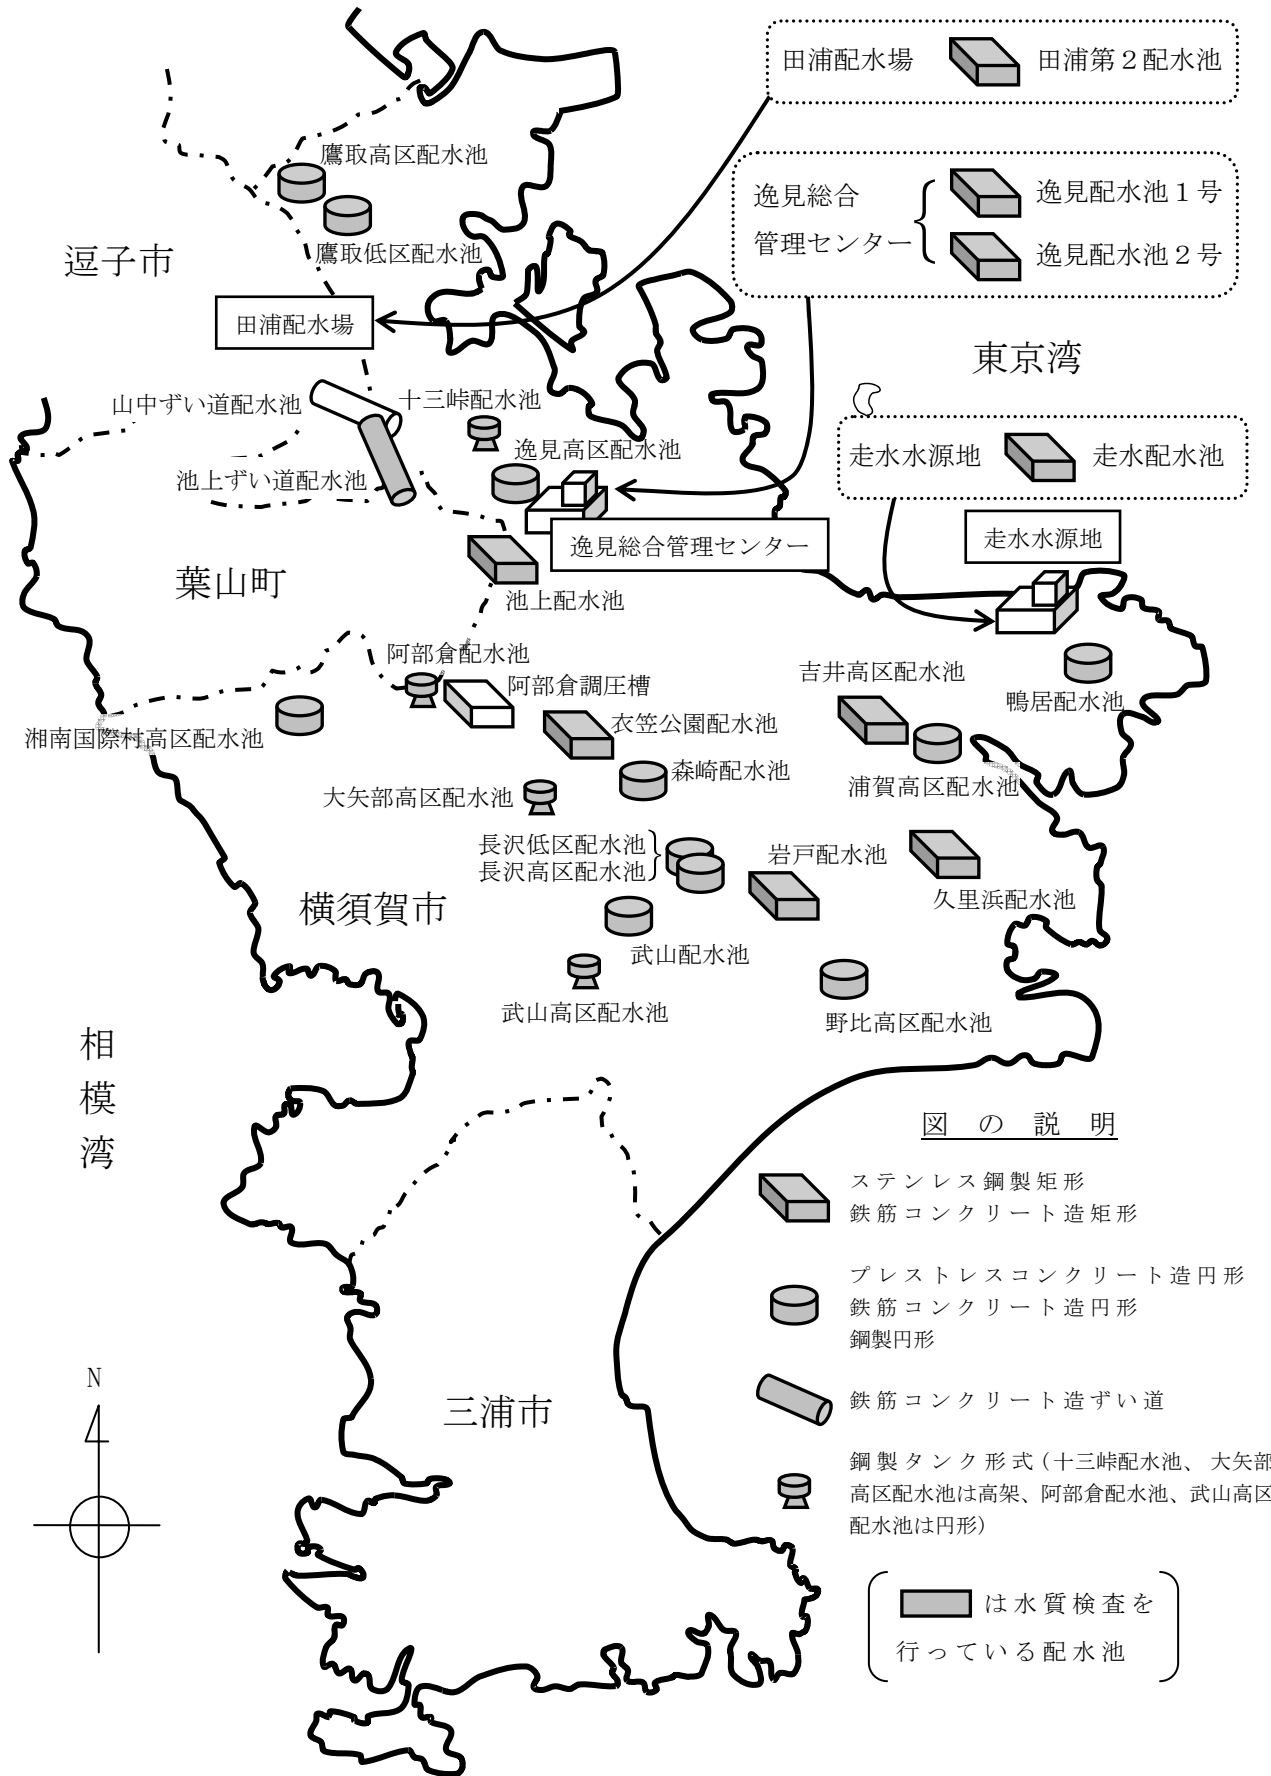 田浦配水場 田浦第２配水池
逸見総合
管理センター
逸見配水池１号
逸見配水池２号
鷹取高区配水池
鷹取低区配水池
逗子市
田浦配水場
東京湾
山中ずい道配水池
十三峠配水池
逸見高区配水池
走水水源地 走水配水池
池上ずい道配水池
逸見総合管理センター
走水水源地
葉山町
池上配水池
阿部倉配水池
阿部倉調圧槽
吉井高区配水池
鴨居配水池
湘南国際村高区配水池
衣笠公園配水池
森崎配水池
浦賀高区配水池
大矢部高区配水池
長沢低区配水池
長沢高区配水池
岩戸配水池
久里浜配水池
横須賀市
武山配水池
武山高区配水池
野比高区配水池
相模湾
図の説明
ステンレス鋼製矩形
鉄筋コンクリート造矩形
プレストレスコンクリート造円形
鉄筋コンクリート造円形
鋼製円形
N
三浦市
鉄筋コンクリート造ずい道
鋼製タンク形式（十三峠配水池、大矢部
高区配水池は高架、阿部倉配水池、武山高区
配水池は円形）
は水質検査を
行っている配水池